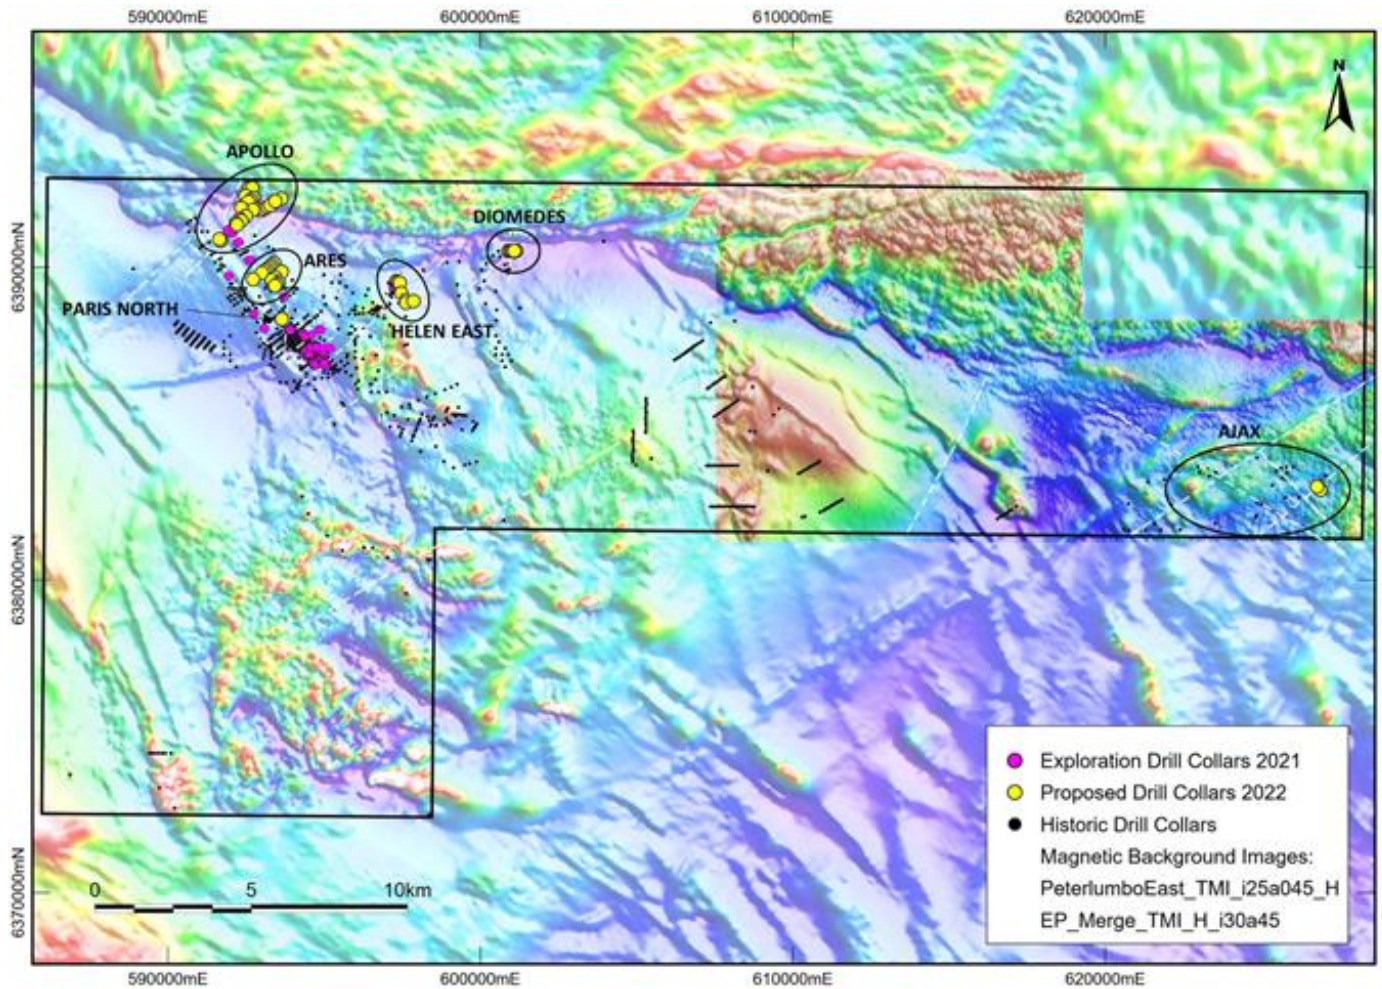 590000mE 600000mE 610000mE 620000mE
N
APOLLO
DIOMEDES
6390000mN
ARES
PARIS NORTH
HELEN EAST
AJAX
6380000mN
Exploration Drill Collars 2021
Proposed Drill Collars 2022
Historic Drill Collars
Magnetic Background Images:
PeterlumboEast_TMI_i25a045_H
EP_Merge_TMI_H_i30a45
0 5 10km
6370000mN
590000mE 600000mE 610000mE 620000mE